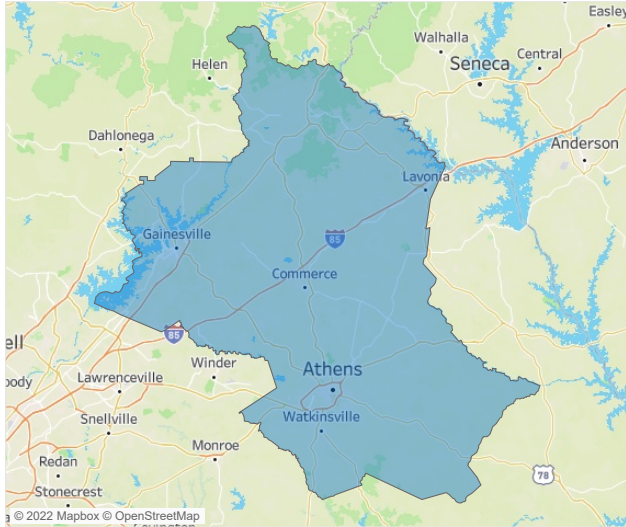 Easley
Walhalla
Central
Helen
Seneca
Dahlonega
Anderson
Lavonia
Gainesville
85
Commerce
85
ell
Winder
Athens
ody
Lawrenceville
Watkinsville
Snellville
Monroe
Redan
78
Stonecrest
© 2022 Mapbox © OpenStreetMap